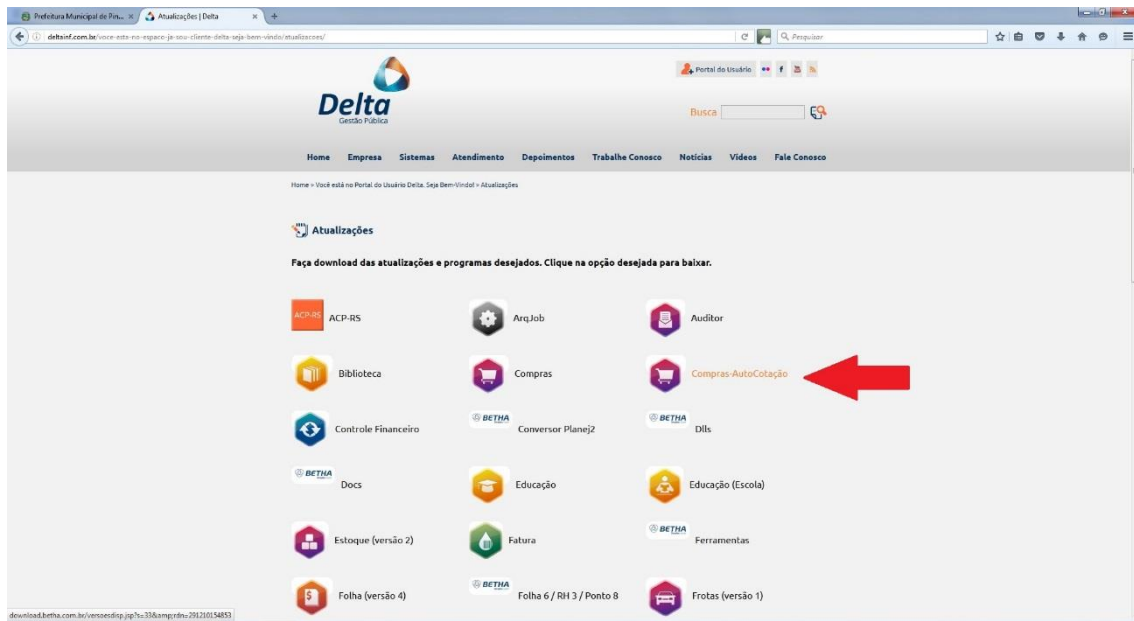 Prefeitura Municipal de Pin...
Atualizações | Delta
deltainf.com.br/voce-esta-no-espaco-ja-sou-cliente-delta-seja-bem-vindo/atualizacoes/
Pesquisar
Portal do Usuário
Delta
Gestão Pública
Busca
Home Empresa Sistemas Atendimento Depoimentos Trabalhe Conosco Notícias Vídeos Fale Conosco
Home » Você está no Portal do Usuário Delta. Seja Bem-Vindo! » Atualizações
Atualizações
Faça download das atualizações e programas desejados. Clique na opção desejada para baixar.
ACP-RS ACP-RS ArqJob Auditor
Biblioteca Compras Compras-AutoCotação
Controle Financeiro BETHA Conversor Planej2 BETHA Dlls
BETHA Docs Educação Educação (Escola)
Estoque (versão 2) Fatura BETHA Ferramentas
Folha (versão 4) BETHA Folha 6 / RH 3 / Ponto 8 Frotas (versão 1)
download.betha.com.br/versoesdisp.jsp?s=33&amp;rdn=291210154853